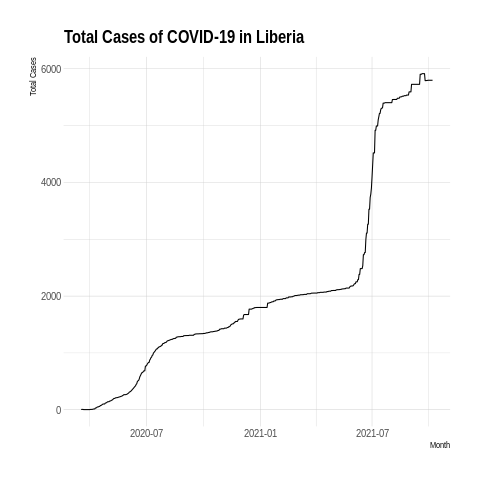 Total Cases of COVID-19 in Liberia
Total Cases
6000
4000
2000
0
2020-07
2021-01
2021-07
Month